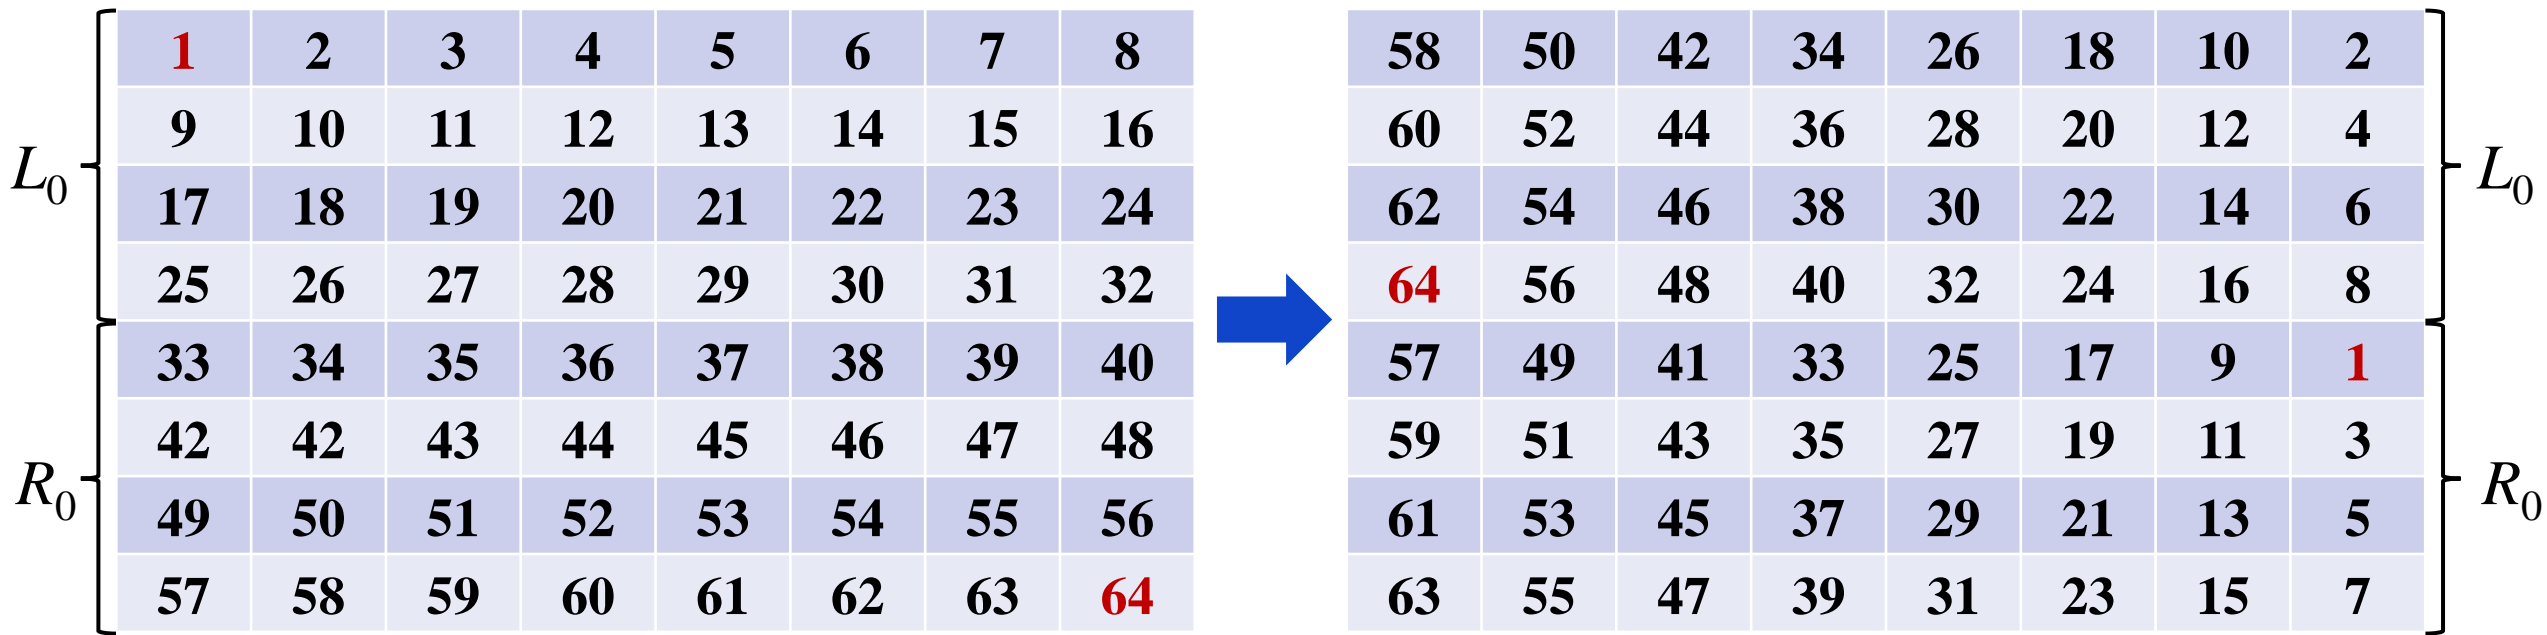 1 2 3 4 5 6 7 8 58 50 42 34 26 18 10 2
9 10 11 12 13 14 15 16 60 52 44 36 28 20 12 4
L₀ L₀
17 18 19 20 21 22 23 24 62 54 46 38 30 22 14 6
25 26 27 28 29 30 31 32 64 56 48 40 32 24 16 8
33 34 35 36 37 38 39 40 57 49 41 33 25 17 9 1
42 42 43 44 45 46 47 48 59 51 43 35 27 19 11 3
R₀ R₀
49 50 51 52 53 54 55 56 61 53 45 37 29 21 13 5
57 58 59 60 61 62 63 64 63 55 47 39 31 23 15 7